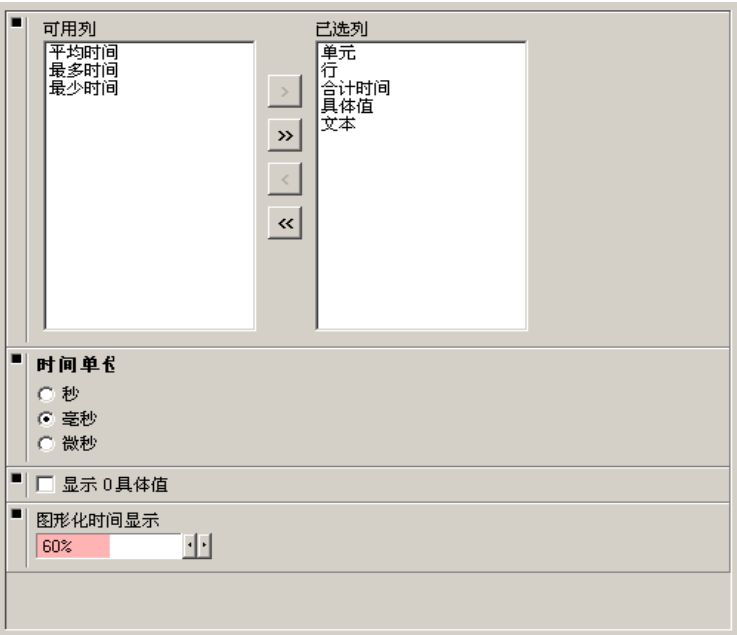 可用列
平均时间
最多时间
最少时间
>
>>
<
<<
已选列
单元
行
合计时间
具体值
文本
时间单
秒
毫秒
微秒
显示 0 具体值
图形化时间显示
60%